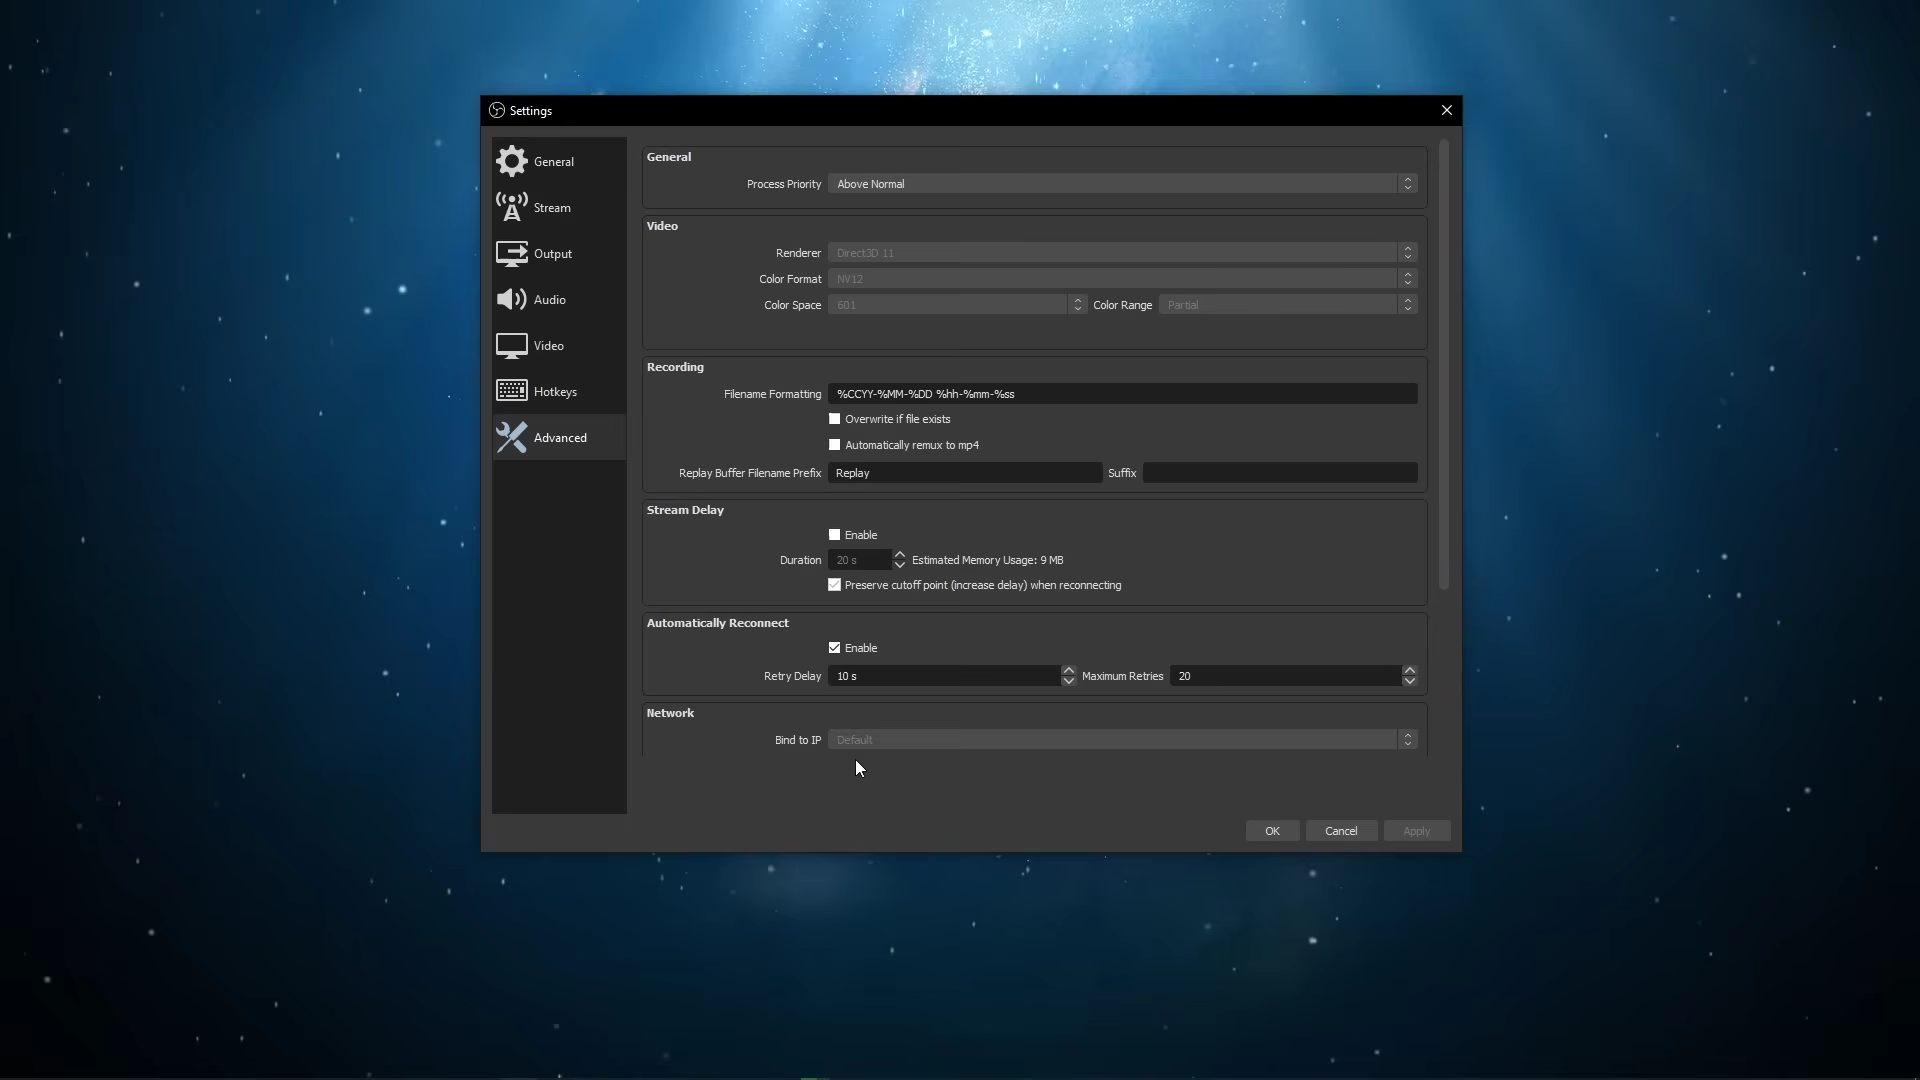 Settings
General
Stream
Output
Audio
Video
Hotkeys
Advanced
General
Process Priority Above Normal
Video
Renderer Direct3D 11
Color Format NV12
Color Space 601 Color Range Partial
Recording
Filename Formatting %CCYY-%MM-%DD %hh-%mm-%ss
Overwrite if file exists
Automatically remux to mp4
Replay Buffer Filename Prefix Replay Suffix
Stream Delay
Enable
Duration 20 s Estimated Memory Usage: 9 MB
Preserve cutoff point (increase delay) when reconnecting
Automatically Reconnect
Enable
Retry Delay 10 s Maximum Retries 20
Network
Bind to IP Default
OK Cancel Apply